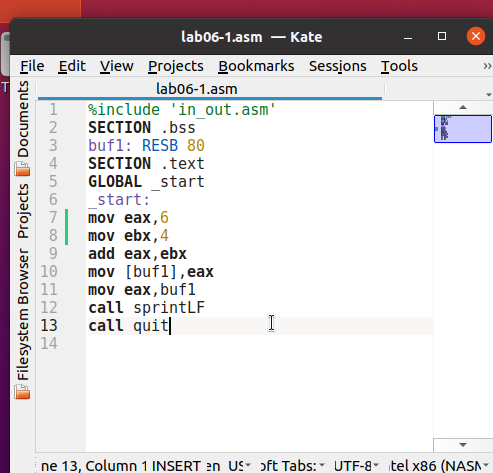 lab06-1.asm — Kate
File Edit View Projects Bookmarks Sessions Tools »
lab06-1.asm
Documents
Projects
Filesystem Browser
1 %include 'in_out.asm'
2 SECTION .bss
3 buf1: RESB 80
4 SECTION .text
5 GLOBAL _start
6 _start:
7 mov eax,6
8 mov ebx,4
9 add eax,ebx
10 mov [buf1],eax
11 mov eax,buf1
12 call sprintLF
13 call quit
14
ne 13, Column 1 INSERT en US oft Tabs: UTF-8 tel x86 (NASM